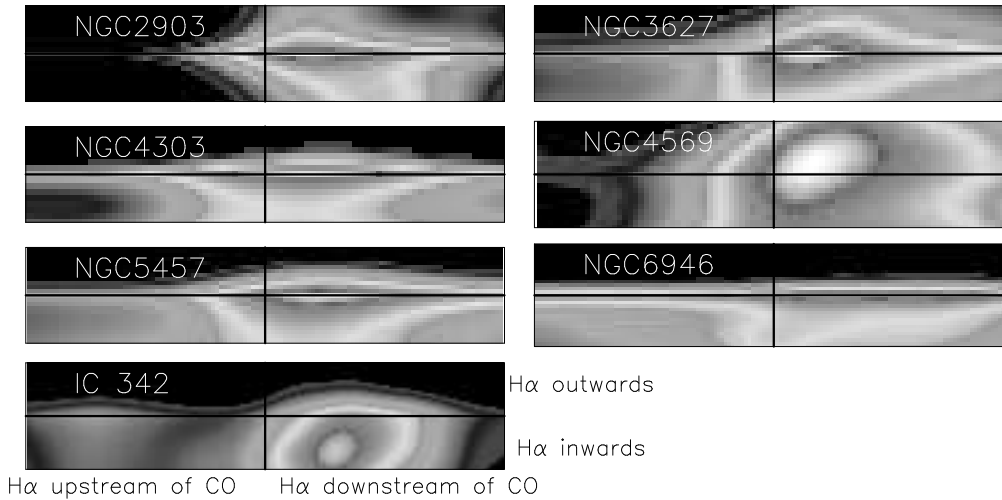 NGC2903
NGC3627
NGC4303
NGC4569
NGC5457
NGC6946
IC 342
Hα outwards
Hα inwards
Hα upstream of CO
Hα downstream of CO